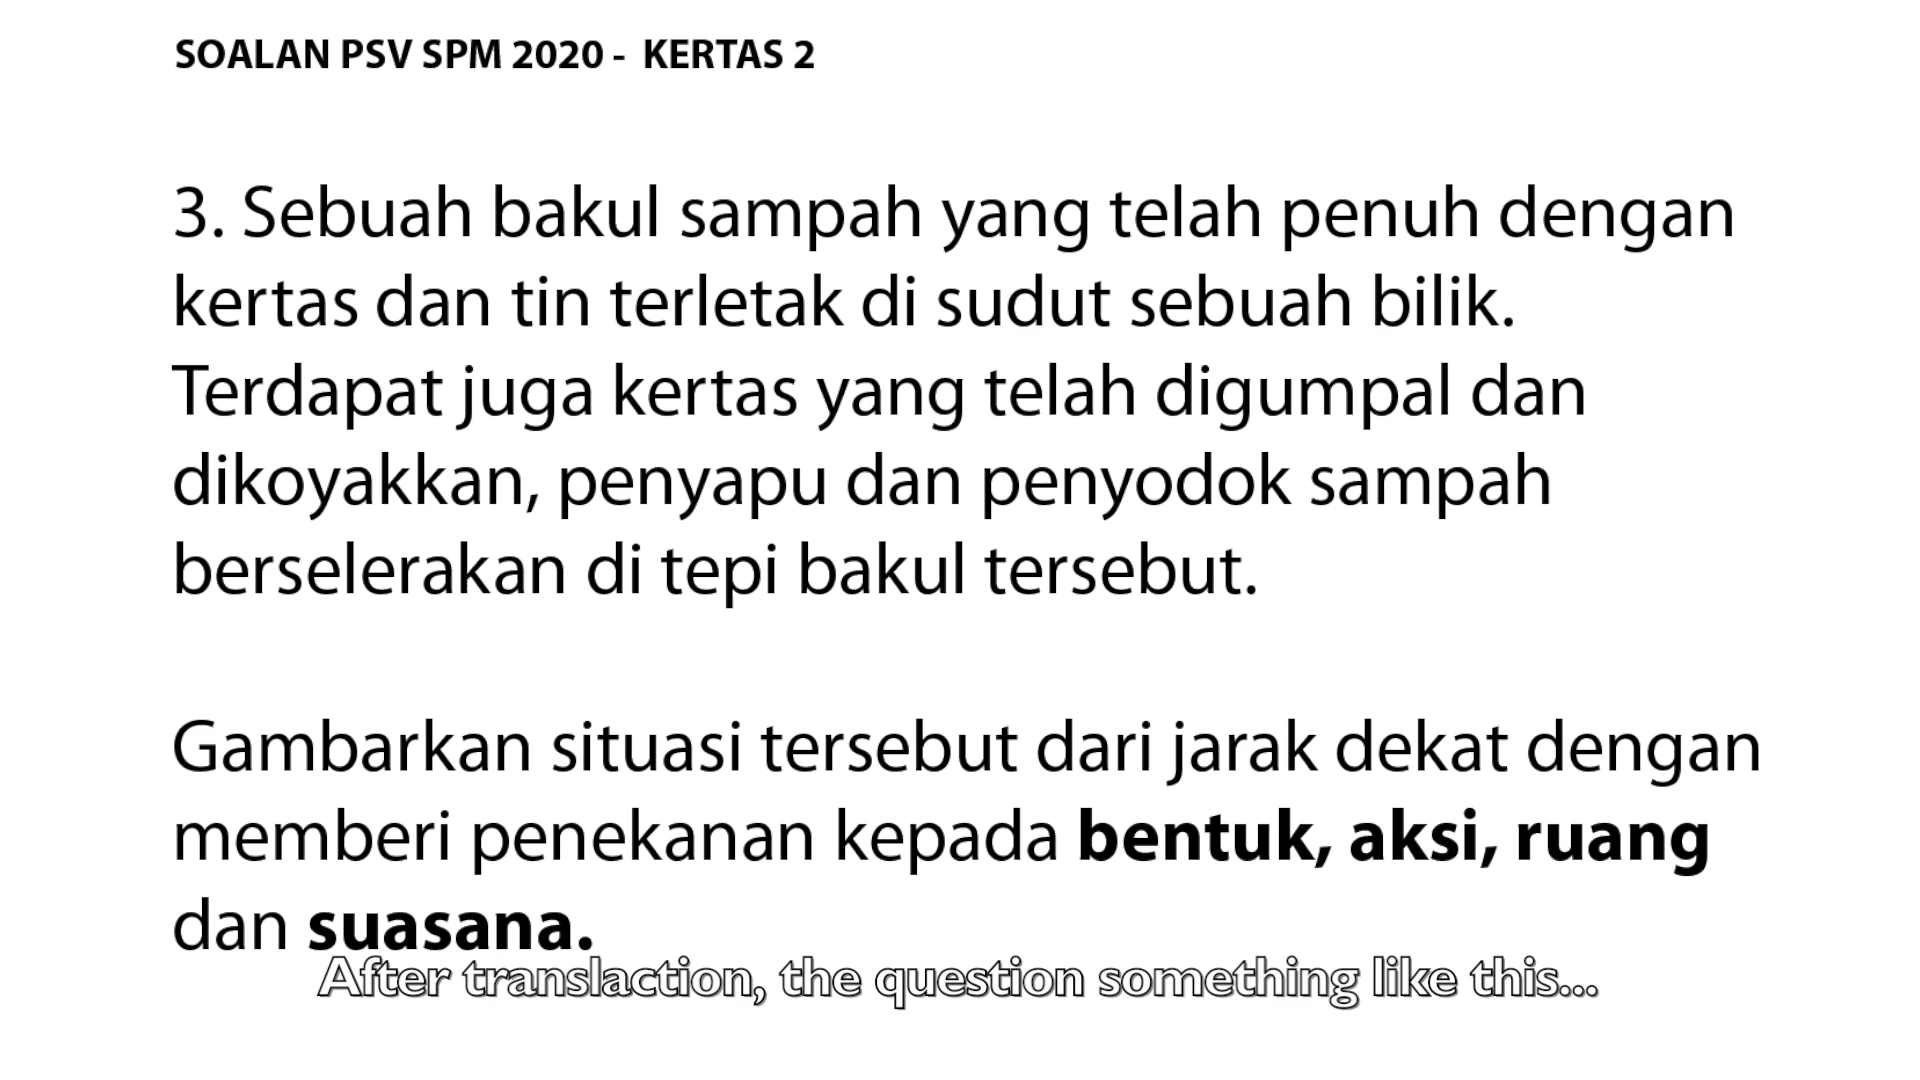 SOALAN PSV SPM 2020 - KERTAS 2
3. Sebuah bakul sampah yang telah penuh dengan
kertas dan tin terletak di sudut sebuah bilik.
Terdapat juga kertas yang telah digumpal dan
dikoyakkan, penyapu dan penyodok sampah
berselerakan di tepi bakul tersebut.
Gambarkan situasi tersebut dari jarak dekat dengan
memberi penekanan kepada bentuk, aksi, ruang
dan suasana.
After translaction, the question something like this...